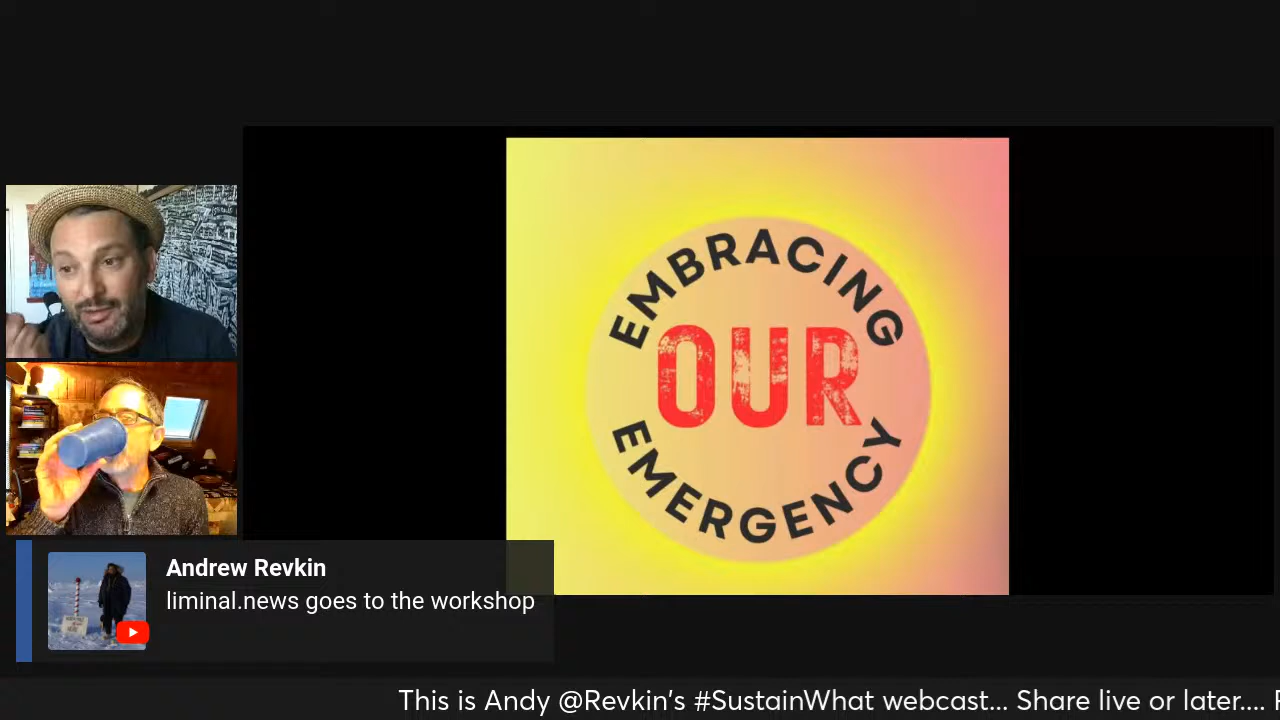 EMBRACING
OUR
EMERGENCY
Andrew Revkin
liminal.news goes to the workshop
This is Andy @Revkin's #SustainWhat webcast... Share live or later....